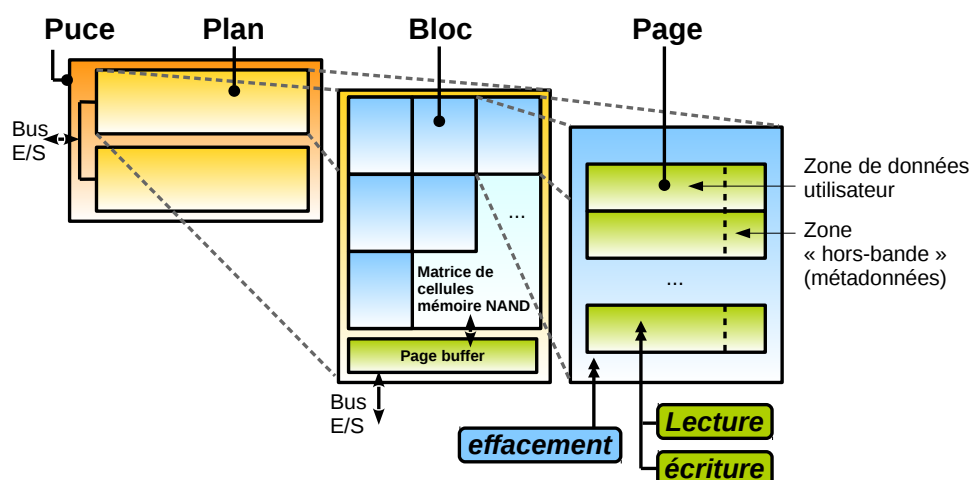 Puce
Plan
Bloc
Page
Bus
E/S
Zone de données
utilisateur
Zone
« hors-bande »
(métadonnées)
...
...
Matrice de
cellules
mémoire NAND
Page buffer
Bus
E/S
effacement
Lecture
écriture